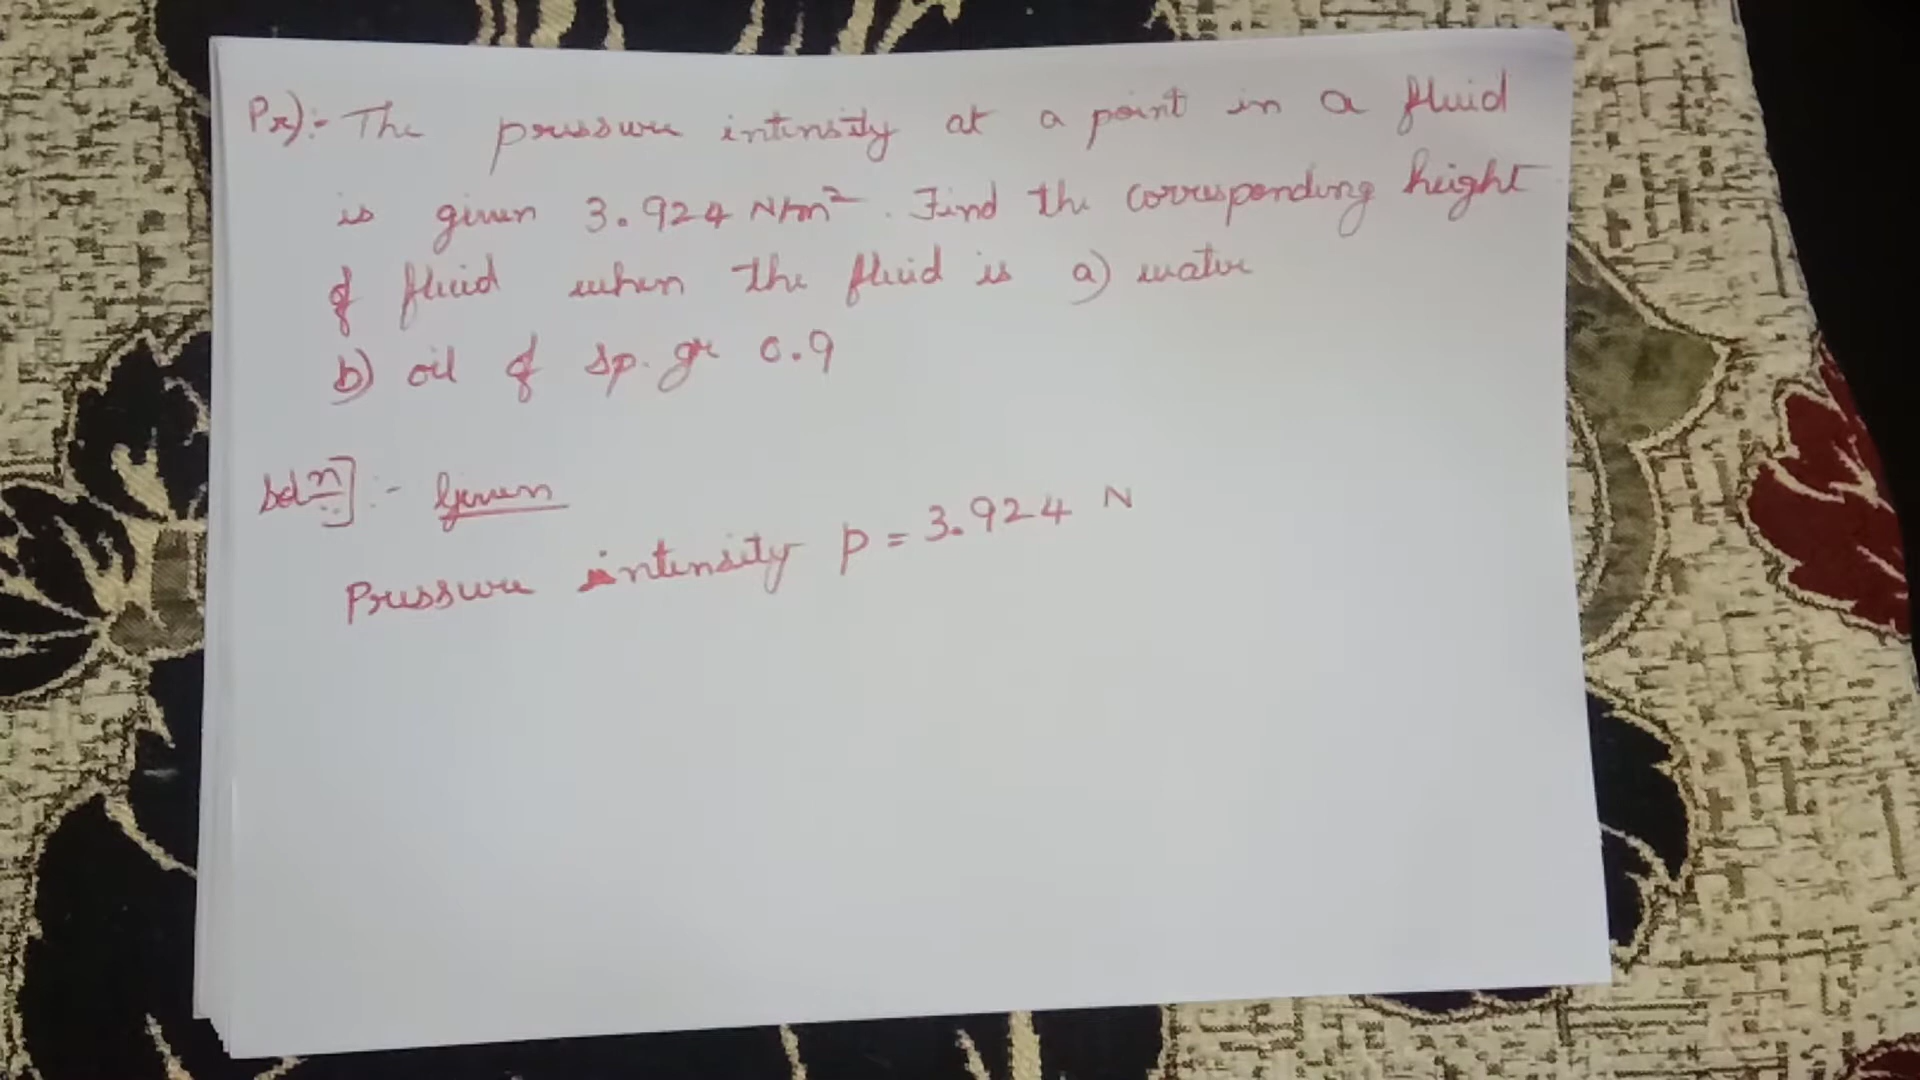 Px):- The pressure intensity at a point in a fluid
is given 3.924 N/m². Find the corresponding height
of fluid when the fluid is a) water
b) oil of sp. gr 0.9
Solⁿ]:- Given
Pressure intensity p = 3.924 N